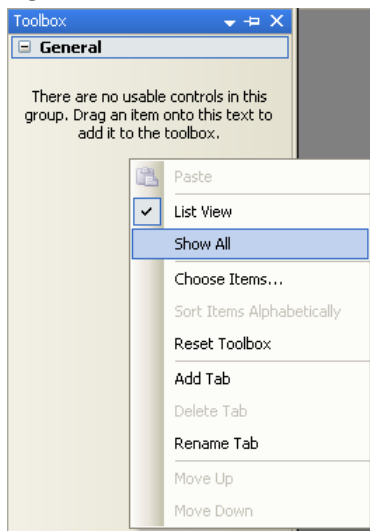 Toolbox
General
There are no usable controls in this
group. Drag an item onto this text to
add it to the toolbox.
Paste
List View
Show All
Choose Items...
Sort Items Alphabetically
Reset Toolbox
Add Tab
Delete Tab
Rename Tab
Move Up
Move Down